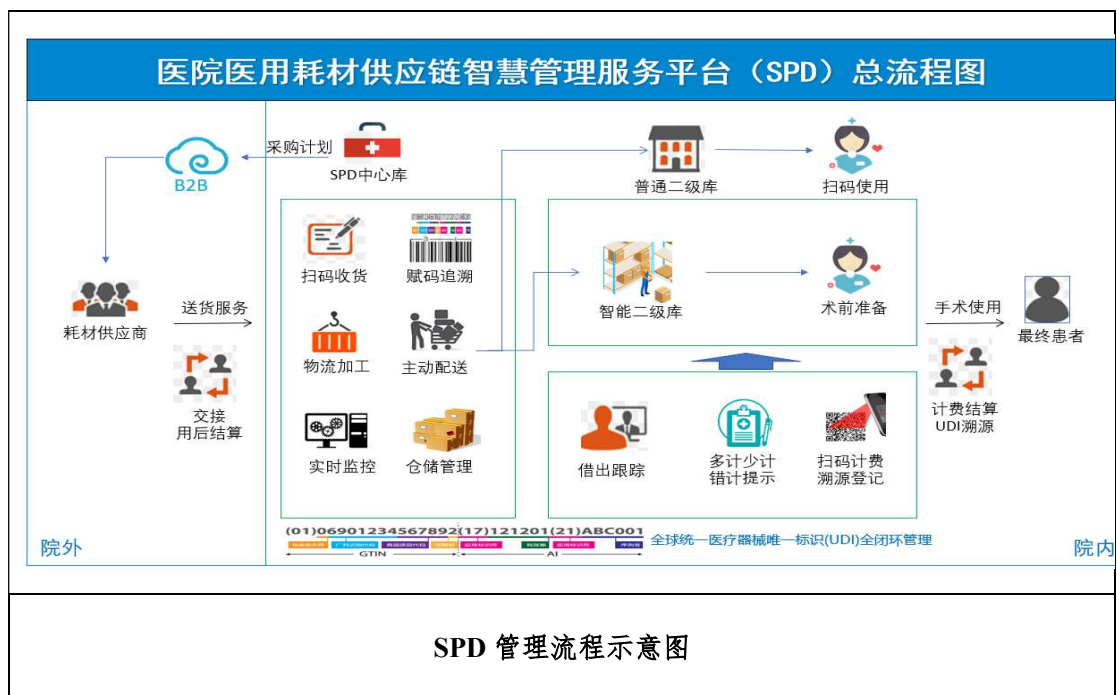 医院医用耗材供应链智慧管理服务平台（SPD）总流程图
B2B
采购计划
SPD中心库
普通二级库
扫码使用
扫码收货
赋码追溯
耗材供应商
送货服务
交接
用后结算
物流加工
主动配送
实时监控
仓储管理
智能二级库
术前准备
手术使用
最终患者
计费结算
UDI溯源
借出跟踪
多计少计
错计提示
扫码计费
溯源登记
(01)06901234567892(17)121201(21)ABC001
GTIN
AI
全球统一医疗器械唯一标识(UDI)全闭环管理
院外
院内
SPD 管理流程示意图